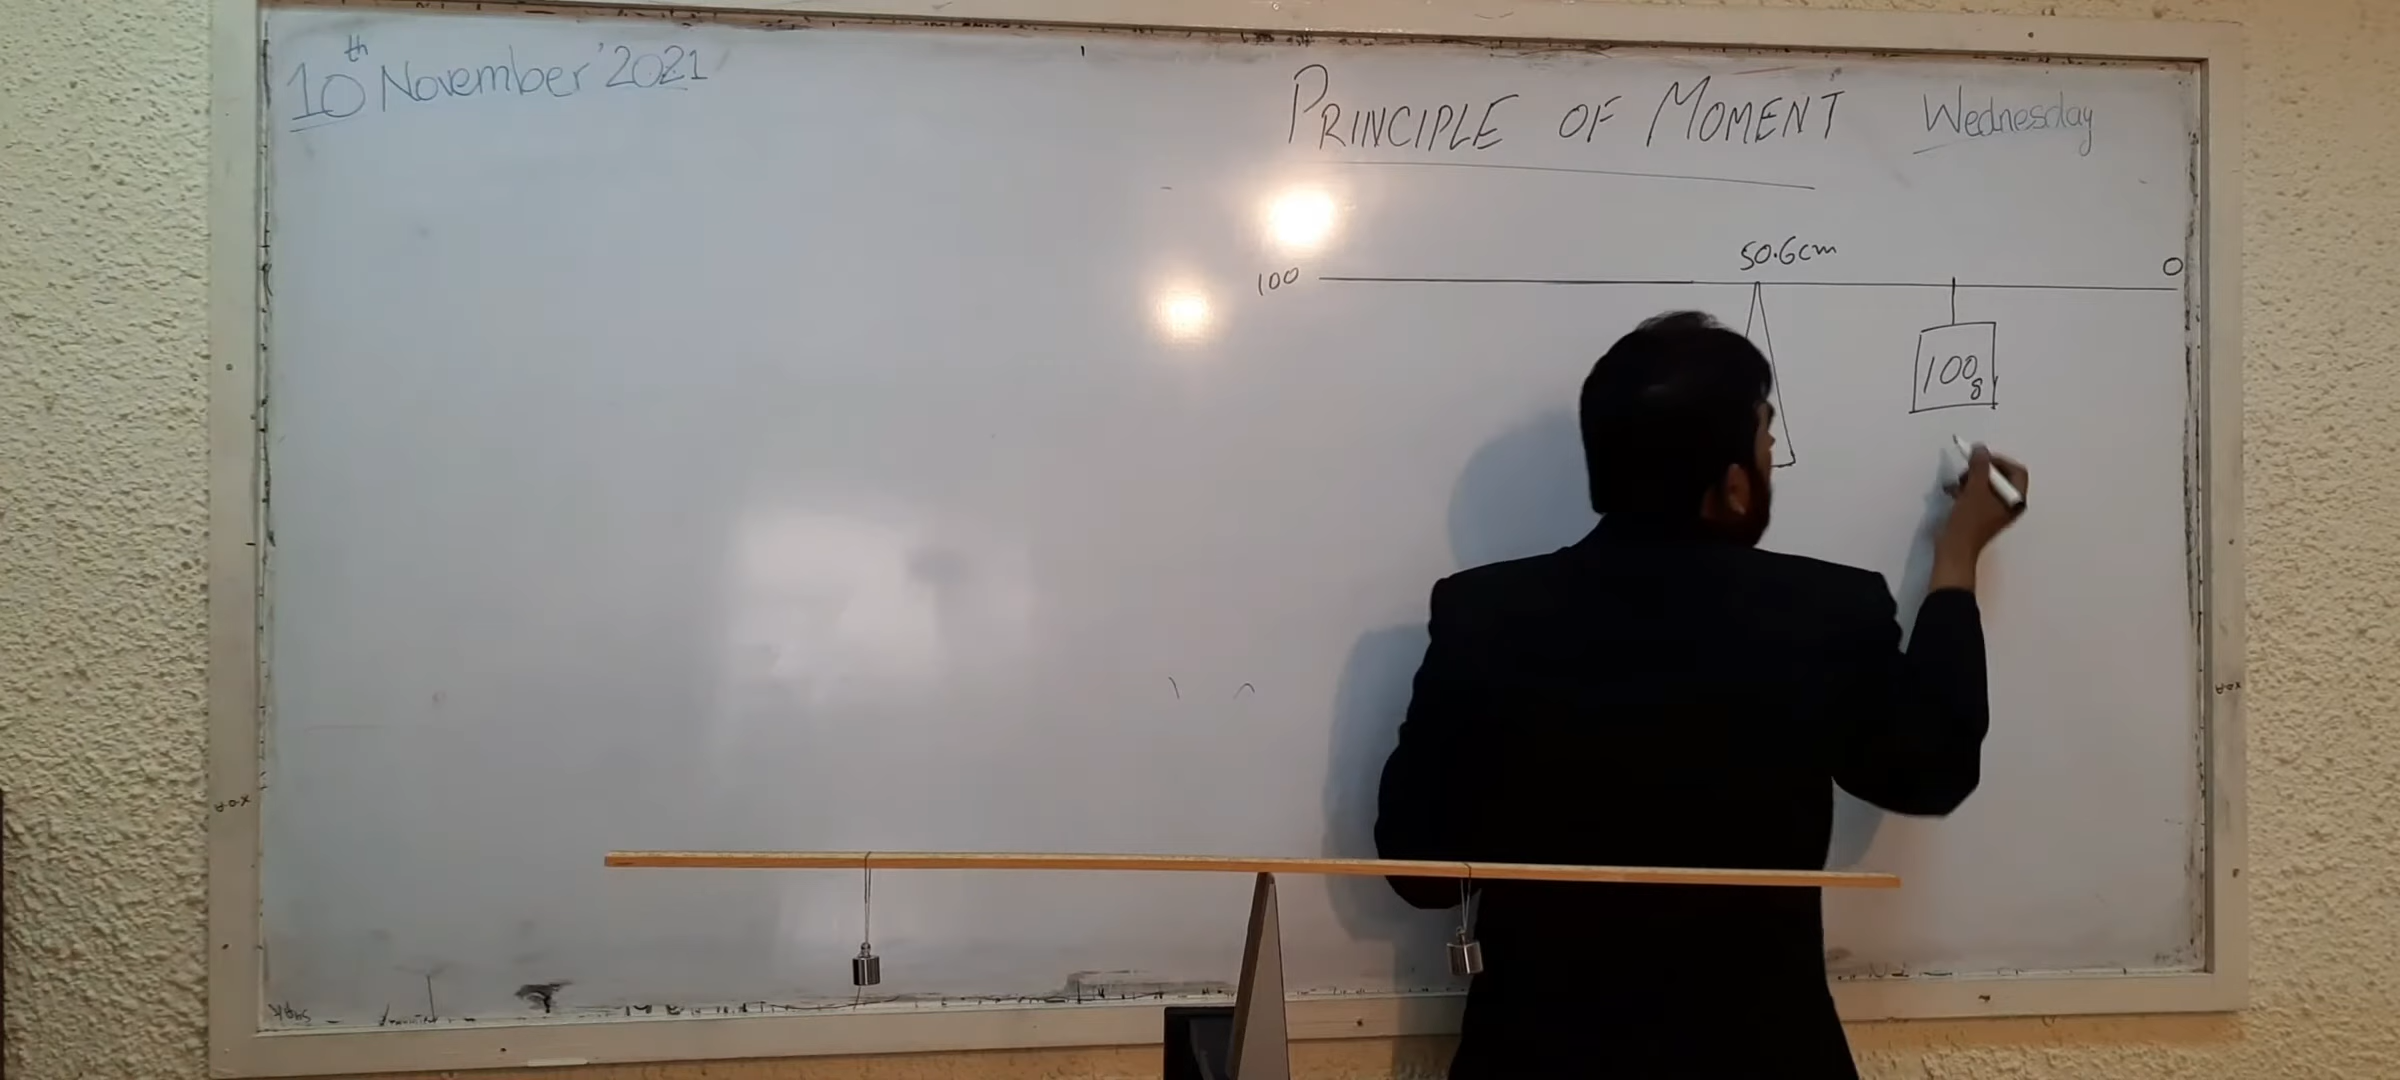 10th November '2021
PRINCIPLE OF MOMENT
Wednesday
50.6cm
100
0
100g